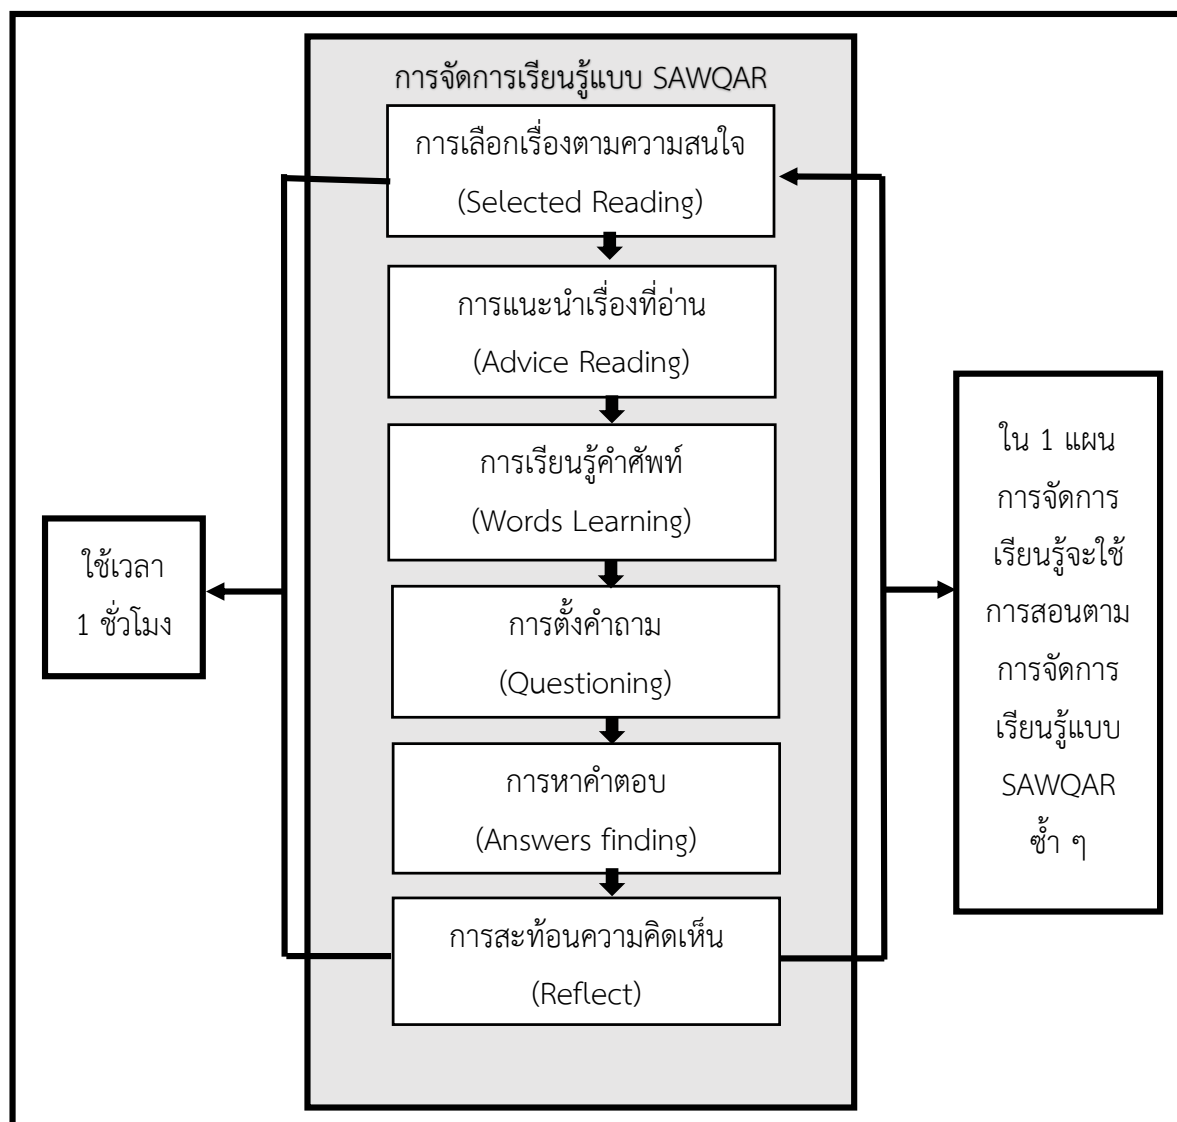 การจัดการเรียนรู้แบบ SAWQAR
การเลือกเรื่องตามความสนใจ
(Selected Reading)
การแนะนำเรื่องที่อ่าน
(Advice Reading)
การเรียนรู้คำศัพท์
(Words Learning)
การตั้งคำถาม
(Questioning)
การหาคำตอบ
(Answers finding)
การสะท้อนความคิดเห็น
(Reflect)
ใช้เวลา
1 ชั่วโมง
ใน 1 แผน
การจัดการ
เรียนรู้จะใช้
การสอนตาม
การจัดการ
เรียนรู้แบบ
SAWQAR
ซ้ำ ๆ